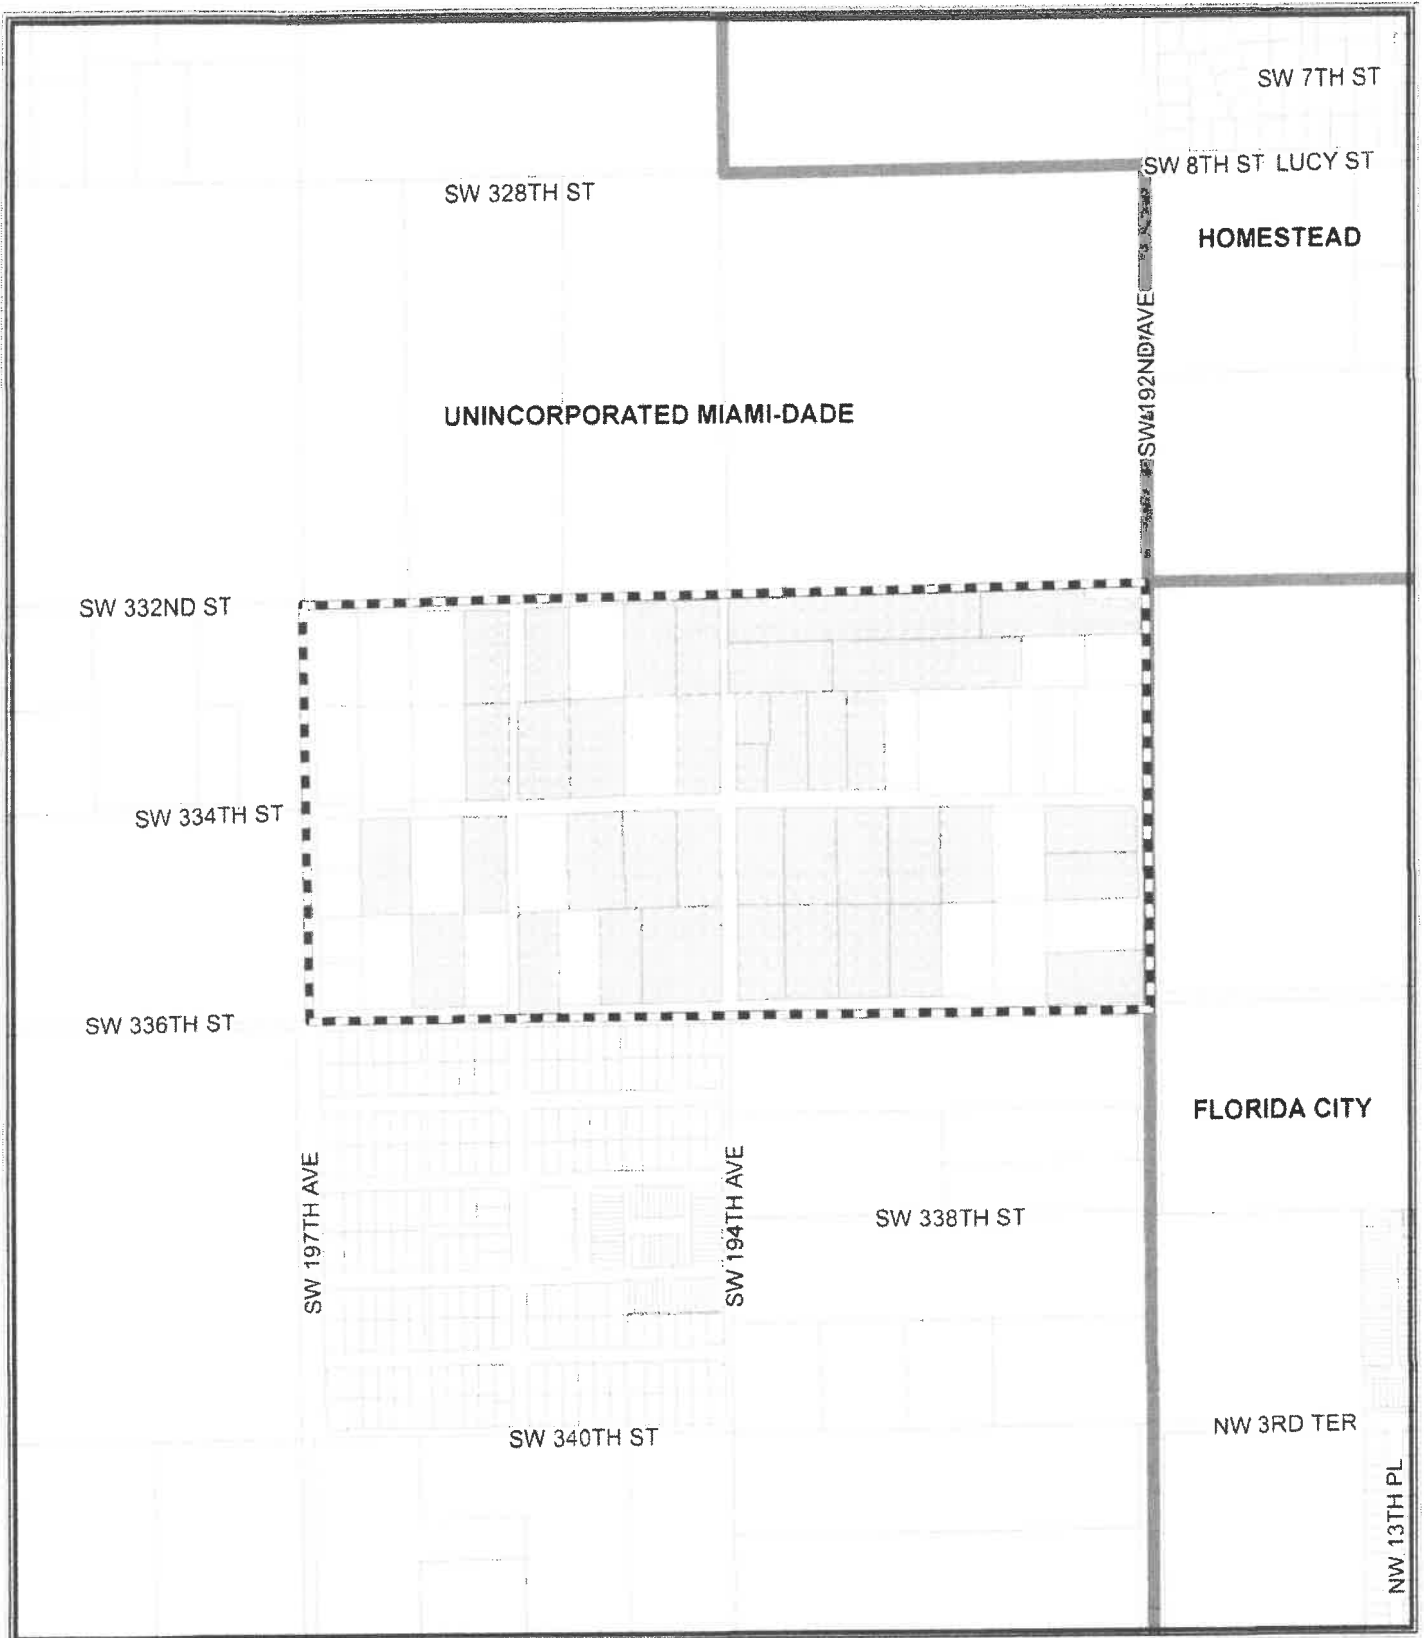 SW 7TH ST
SW 8TH ST LUCY ST
SW 328TH ST
HOMESTEAD
SW 192ND AVE
UNINCORPORATED MIAMI-DADE
SW 332ND ST
SW 334TH ST
SW 336TH ST
FLORIDA CITY
SW 197TH AVE
SW 194TH AVE
SW 338TH ST
NW 3RD TER
SW 340TH ST
NW 13TH PL